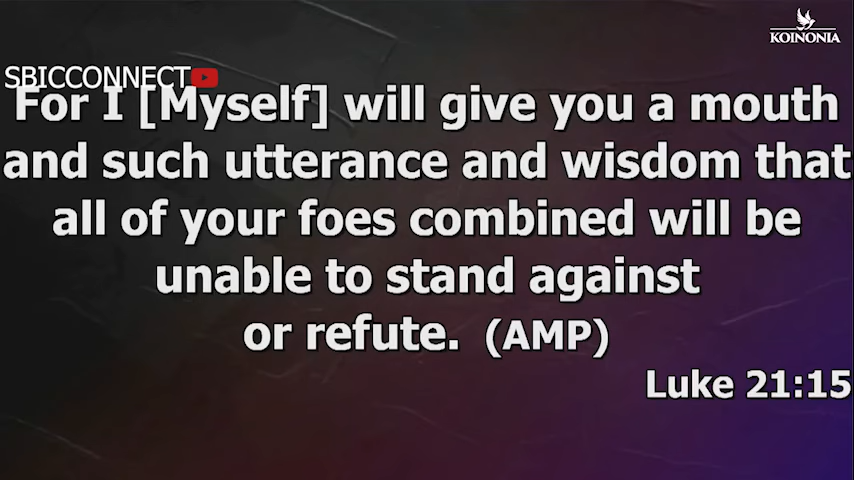 KOINONIA
SBICCONNECT
For I [Myself] will give you a mouth
and such utterance and wisdom that
all of your foes combined will be
unable to stand against
or refute. (AMP)
Luke 21:15